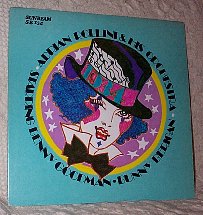 SUNBEAM
ADRIAN ROLLINI & HIS ORCHESTRA
STARRING
BENNY GOODMAN • BUNNY BERIGAN •